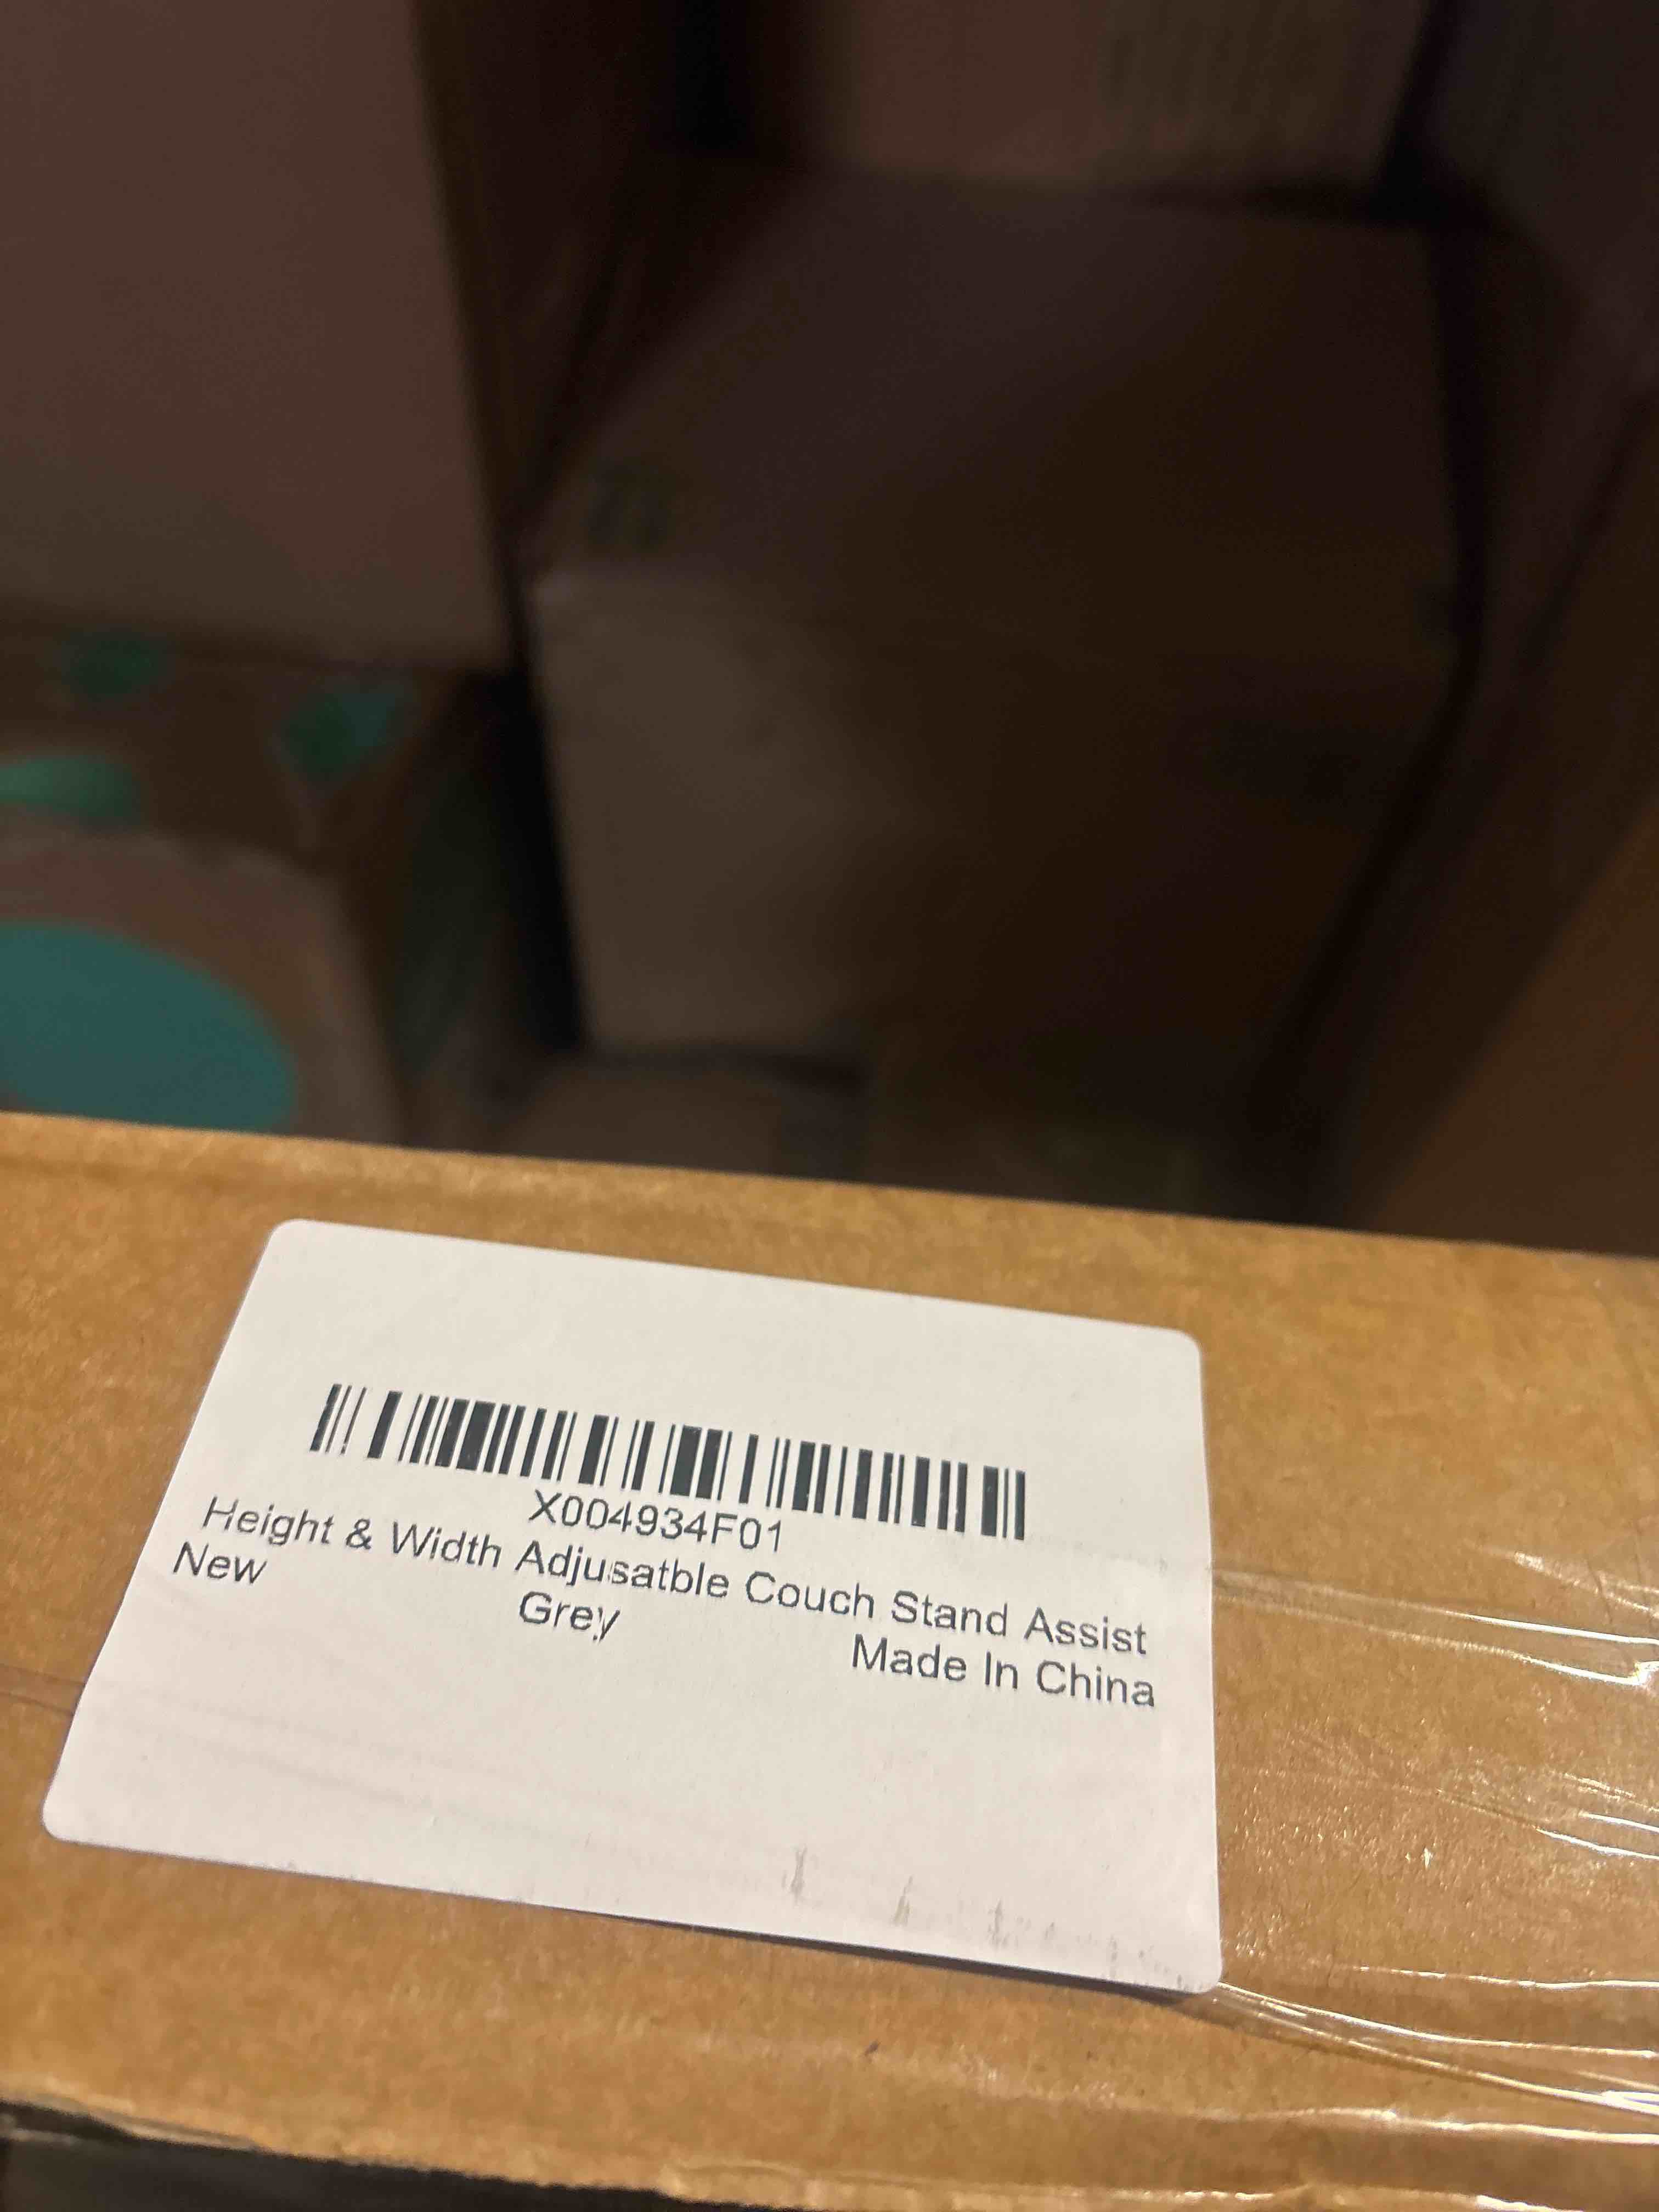 X004934F01
Height & Width Adjusatble Couch Stand Assist
New
Grey
Made In China